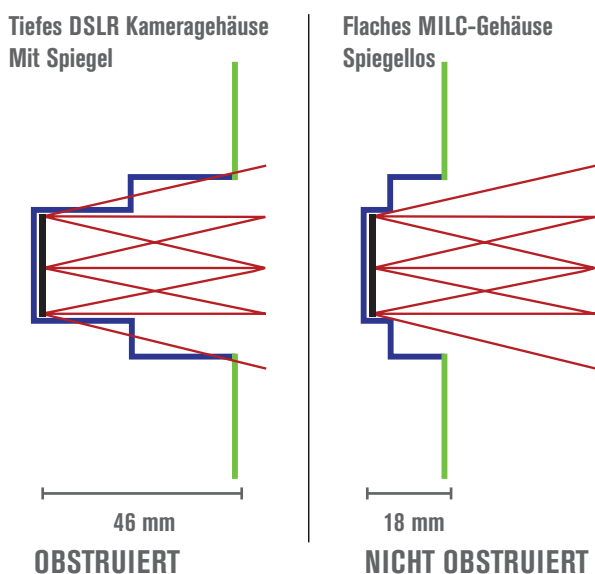 Tiefes DSLR Kameragehäuse
Mit Spiegel
46 mm
OBSTRUIERT
Flaches MILC-Gehäuse
Spiegellos
18 mm
NICHT OBSTRUIERT